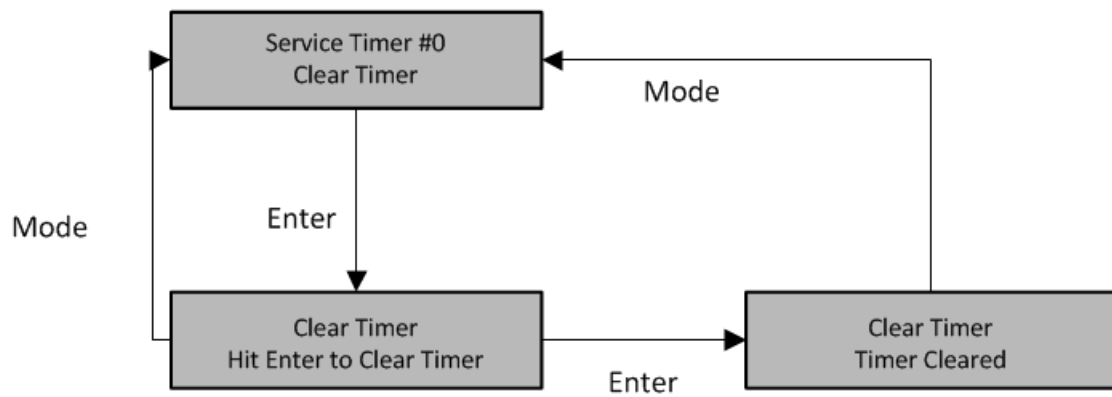 Service Timer #0
Clear Timer
Mode
Mode
Enter
Clear Timer
Hit Enter to Clear Timer
Enter
Clear Timer
Timer Cleared